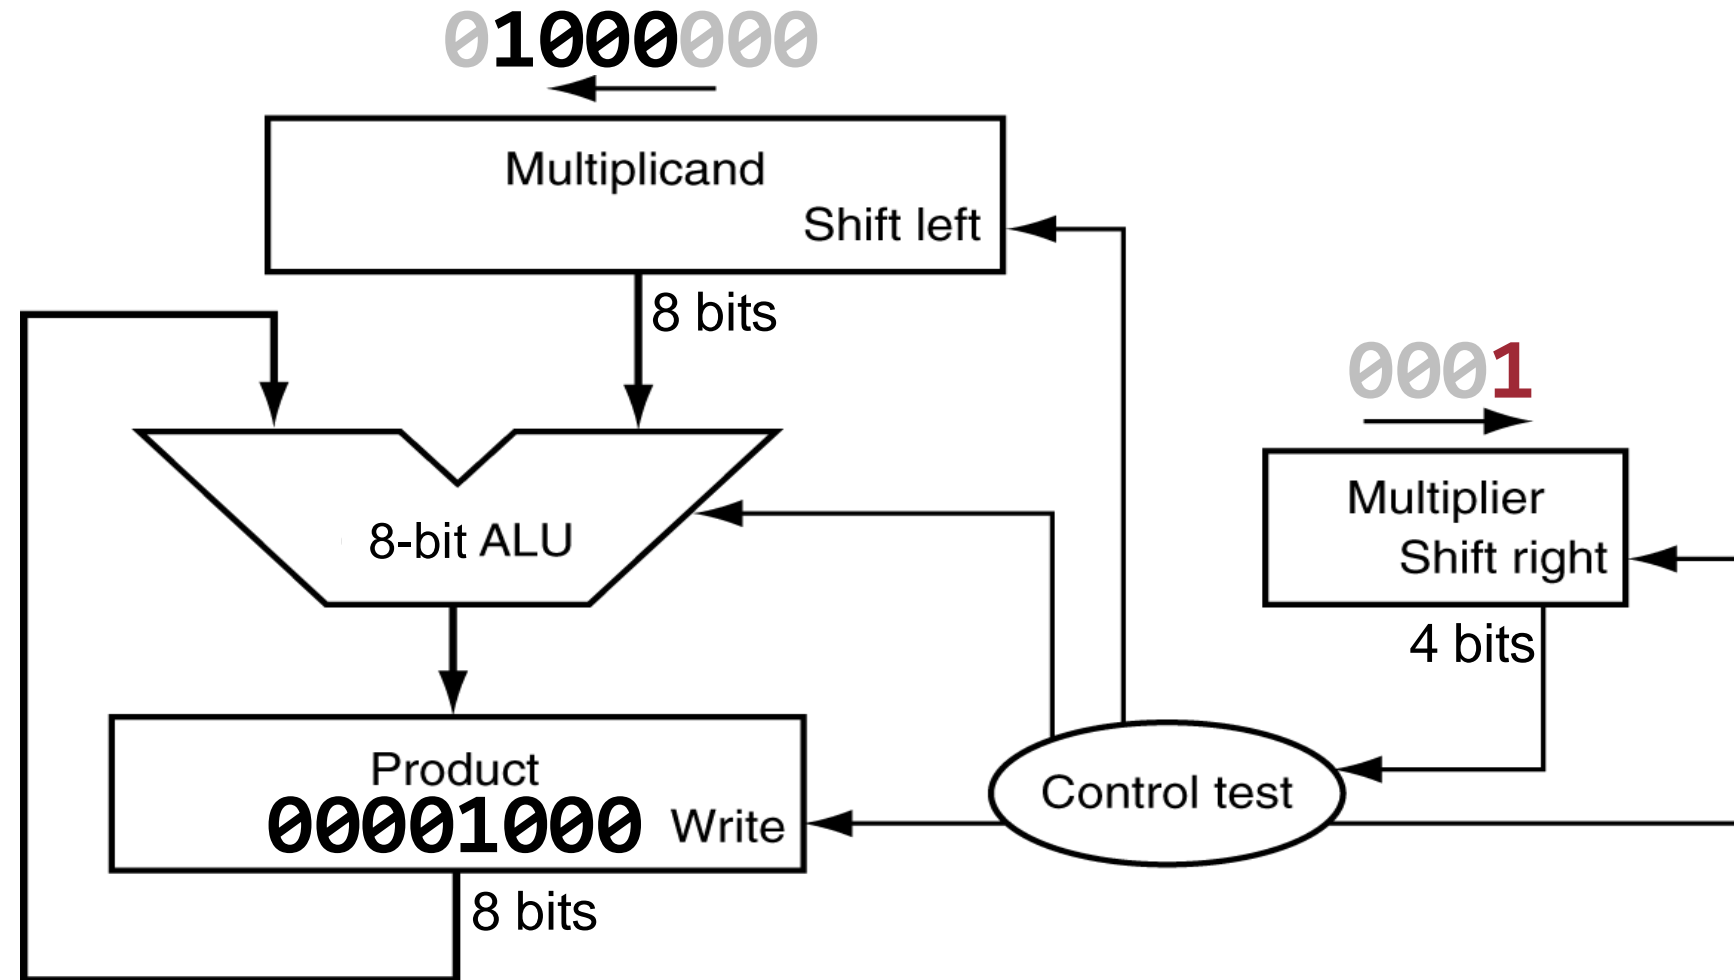 01000000
Multiplicand
Shift left
8 bits
0001
Multiplier
Shift right
8-bit ALU
4 bits
Product
Control test
00001000 Write
8 bits